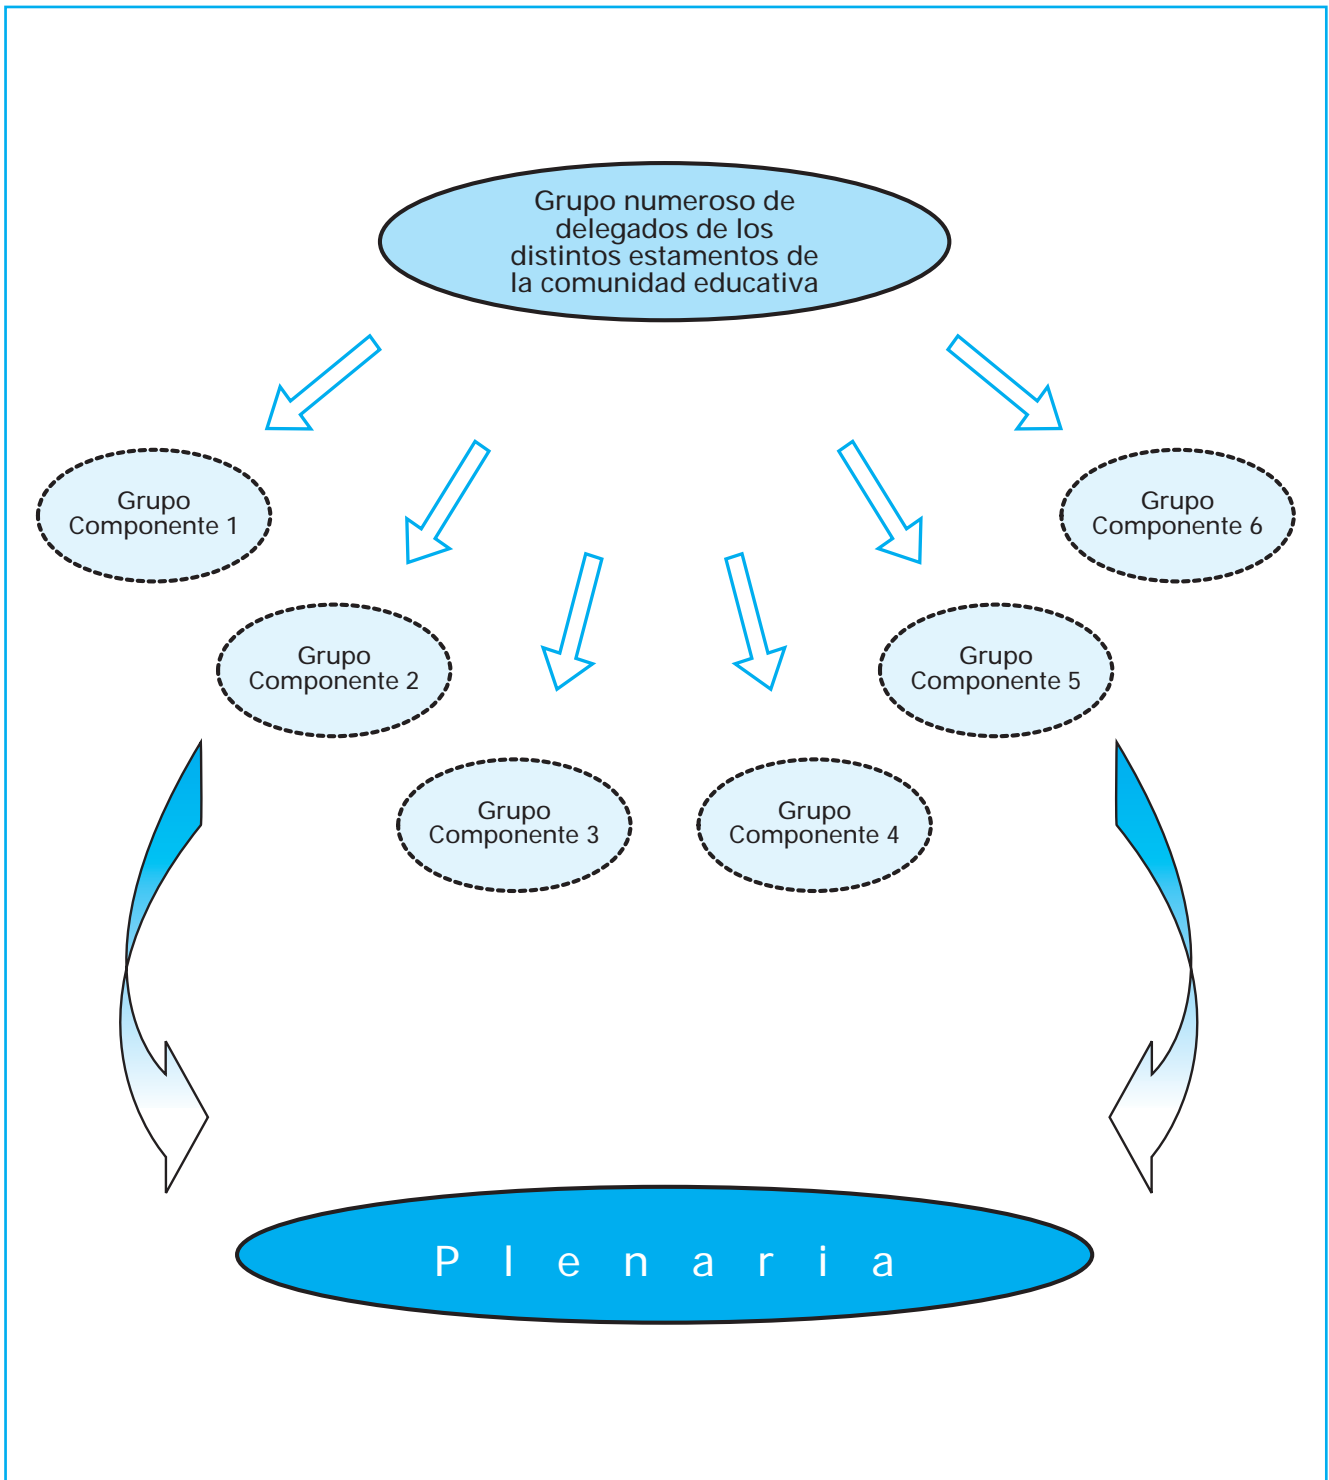 Grupo numeroso de
delegados de los
distintos estamentos de
la comunidad educativa
Grupo
Componente 1
Grupo
Componente 2
Grupo
Componente 3
Grupo
Componente 4
Grupo
Componente 5
Grupo
Componente 6
Plenaria